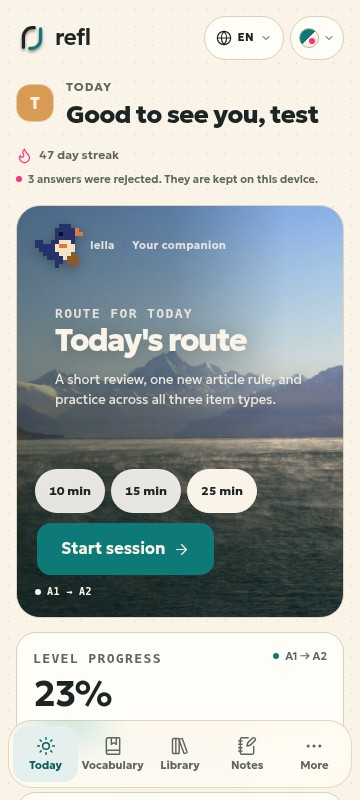 refl
EN
TODAY
T
Good to see you, test
47 day streak
3 answers were rejected. They are kept on this device.
lella Your companion
ROUTE FOR TODAY
Today's route
A short review, one new article rule, and
practice across all three item types.
10 min 15 min 25 min
Start session →
A1 → A2
LEVEL PROGRESS A1 → A2
23%
Today Vocabulary Library Notes More